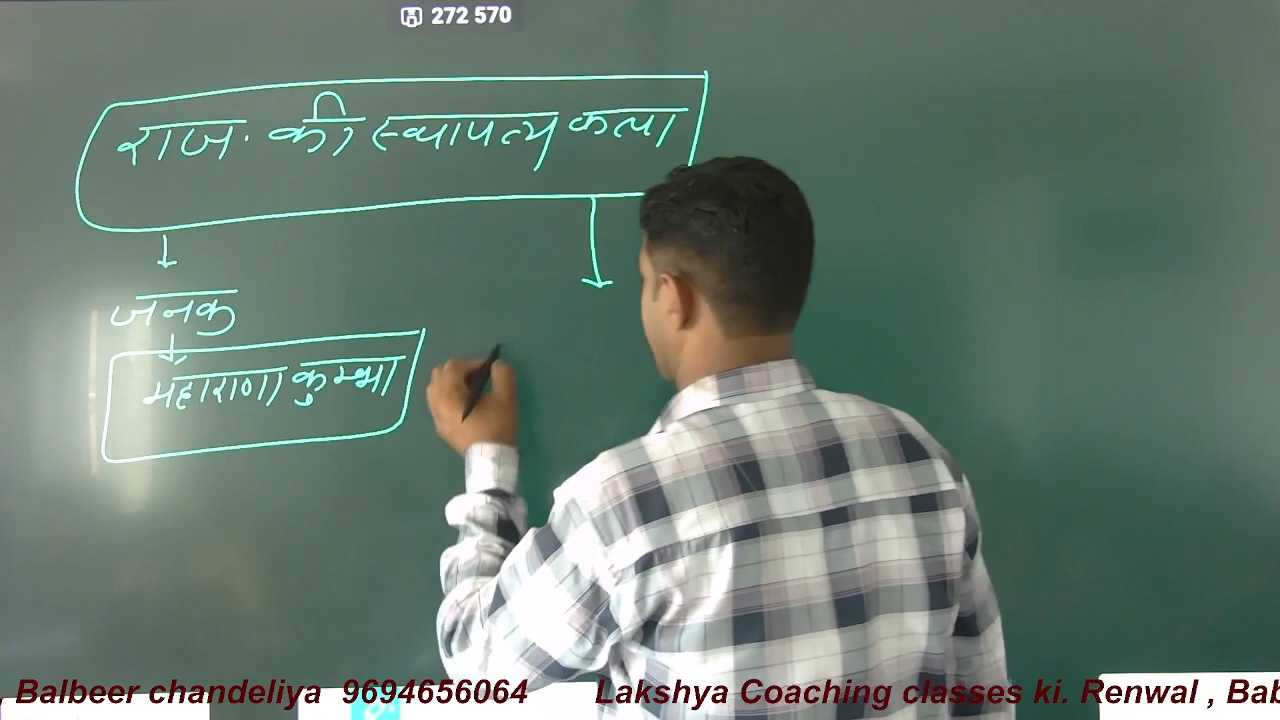 272 570
राज. की स्थापत्य कला
जनक
महाराणा कुम्भा
, Balbeer chandeliya 9694656064 Lakshya Coaching classes ki. Renwal , Bab